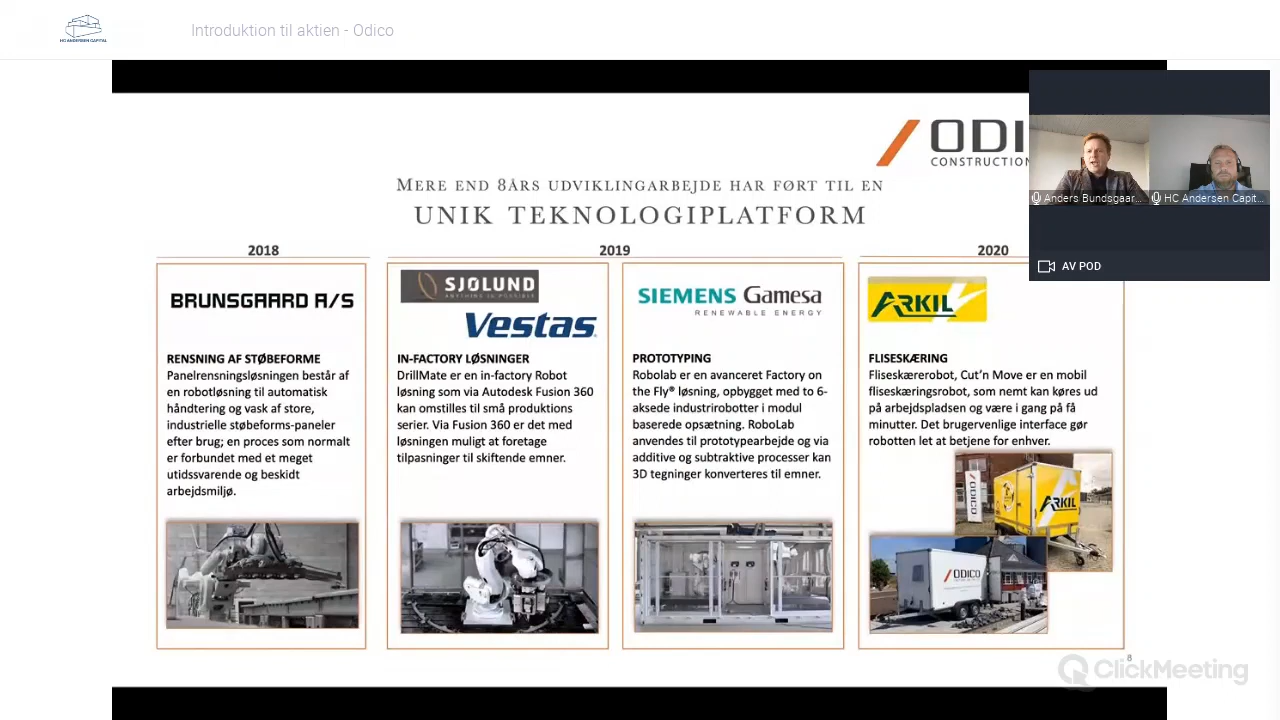 HC ANDERSEN CAPITAL
Introduktion til aktien - Odico
ODI
CONSTRUCTION
MERE END 8ÅRS UDVIKLINGARBEJDE HAR FØRT TIL EN
UNIK TEKNOLOGIPLATFORM
Anders Bundsgaar...
HC Andersen Capit...
AV POD
2018
BRUNSGAARD A/S
RENSNING AF STØBEFORME
Panelrensningsløsningen består af
en robotløsning til automatisk
håndtering og vask af store,
industrielle støbeforms-paneler
efter brug; en proces som normalt
er forbundet med et meget
utidssvarende og beskidt
arbejdsmiljø.
2019
SJØLUND
ANYTHING IS POSSIBLE
Vestas.
IN-FACTORY LØSNINGER
DrillMate er en in-factory Robot
løsning som via Autodesk Fusion 360
kan omstilles til små produktions
serier. Via Fusion 360 er det med
løsningen muligt at foretage
tilpasninger til skiftende emner.
SIEMENS Gamesa
RENEWABLE ENERGY
PROTOTYPING
Robolab er en avanceret Factory on
the Fly® løsning, opbygget med to 6-
aksede industrirobotter i modul
baserede opsætning. RoboLab
anvendes til prototypearbejde og via
additive og subtraktive processer kan
3D tegninger konverteres til emner.
2020
ARKIL
FLISESKÆRING
Fliseskærerobot, Cut'n Move er en mobil
fliseskæringsrobot, som nemt kan køres ud
på arbejdspladsen og være i gang på få
minutter. Det brugervenlige interface gør
robotten let at betjene for enhver.
ODICO
ARKIL
ODICO
8
ClickMeeting